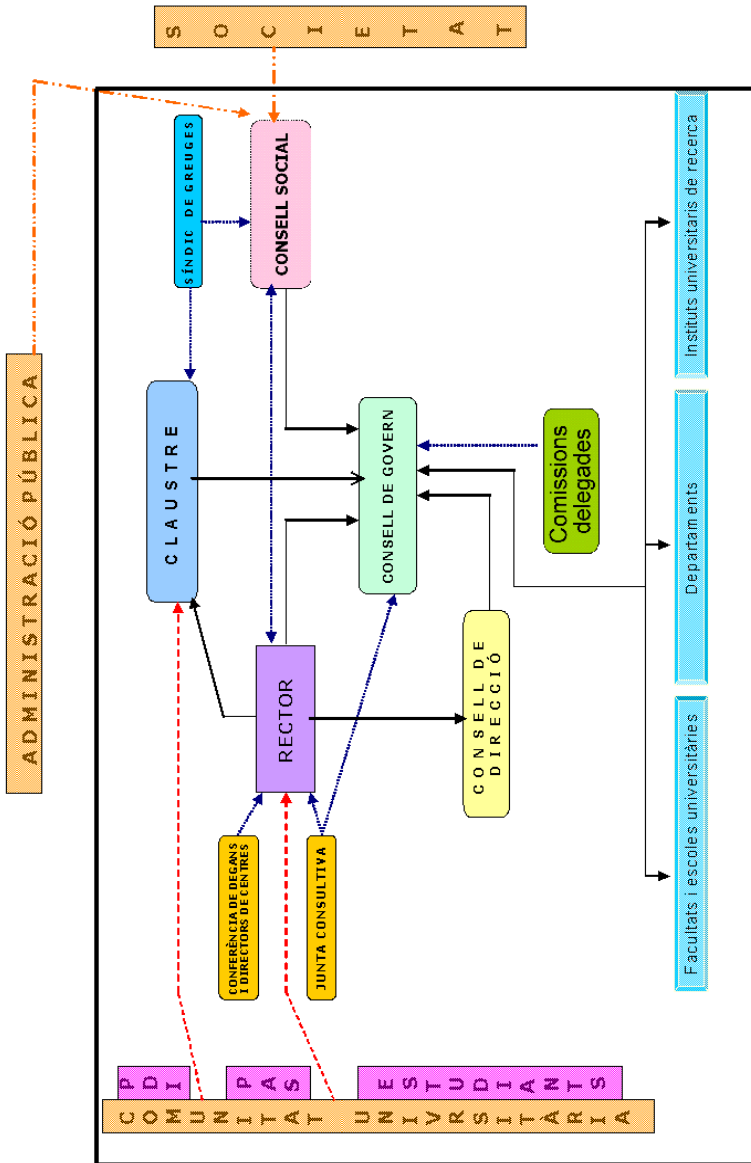 ADMINISTRACIÓ PÚBLICA
SOCIETAT
COMUNITAT UNIVRSITÀRIA
PDI
PAS
ESTUDIANTS
SÍNDIC DE GREUGES
CLAUSTRE
CONSELL SOCIAL
CONFERÈNCIA DE DEGANS
I DIRECTORS DE CENTRES
RECTOR
JUNTA CONSULTIVA
CONSELL DE GOVERN
CONSELL DE
DIRECCIÓ
Comissions
delegades
Facultats i escoles universitàries
Departaments
Instituts universitaris de recerca